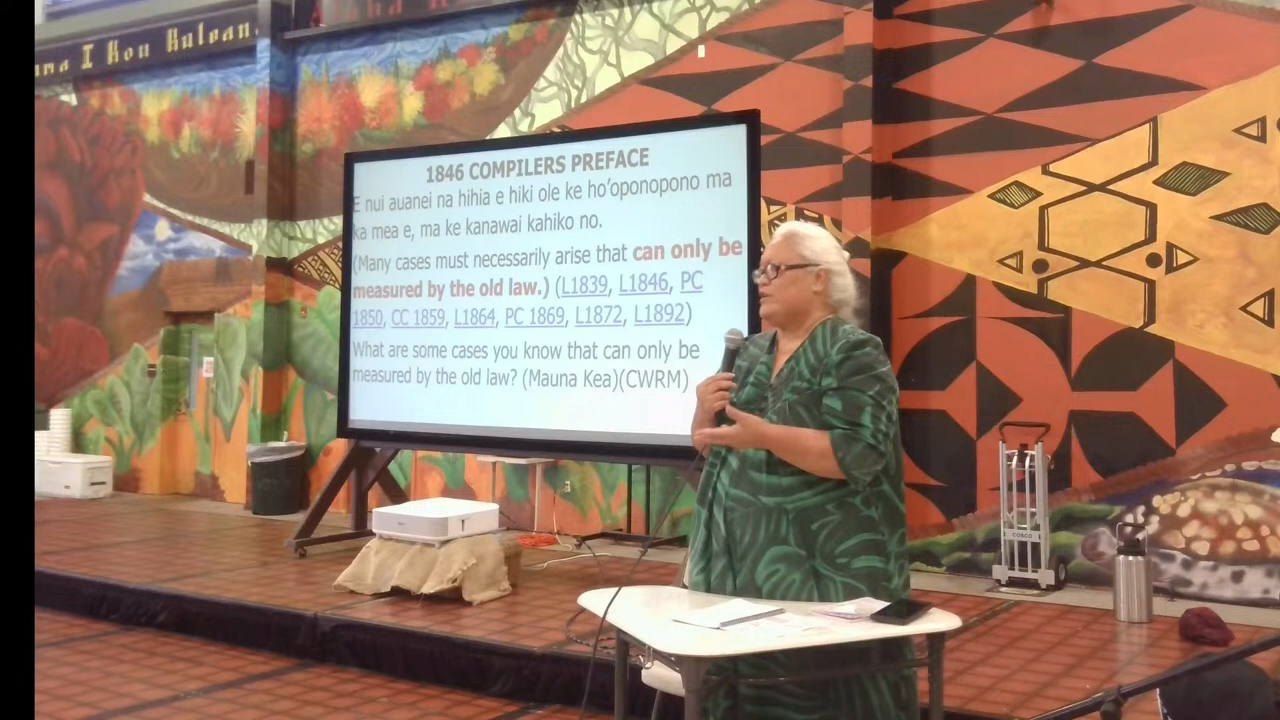 I Kou Kuleana
1846 COMPILERS PREFACE
E nui auanei na hihia e hiki ole ke ho'oponopono ma
ka mea e, ma ke kanawai kahiko no.
(Many cases must necessarily arise that can only be
measured by the old law.) (L1839, L1846, PC
1850, CC 1859, L1864, PC 1869, L1872, L1892)
What are some cases you know that can only be
measured by the old law? (Mauna Kea)(CWRM)
COSCO